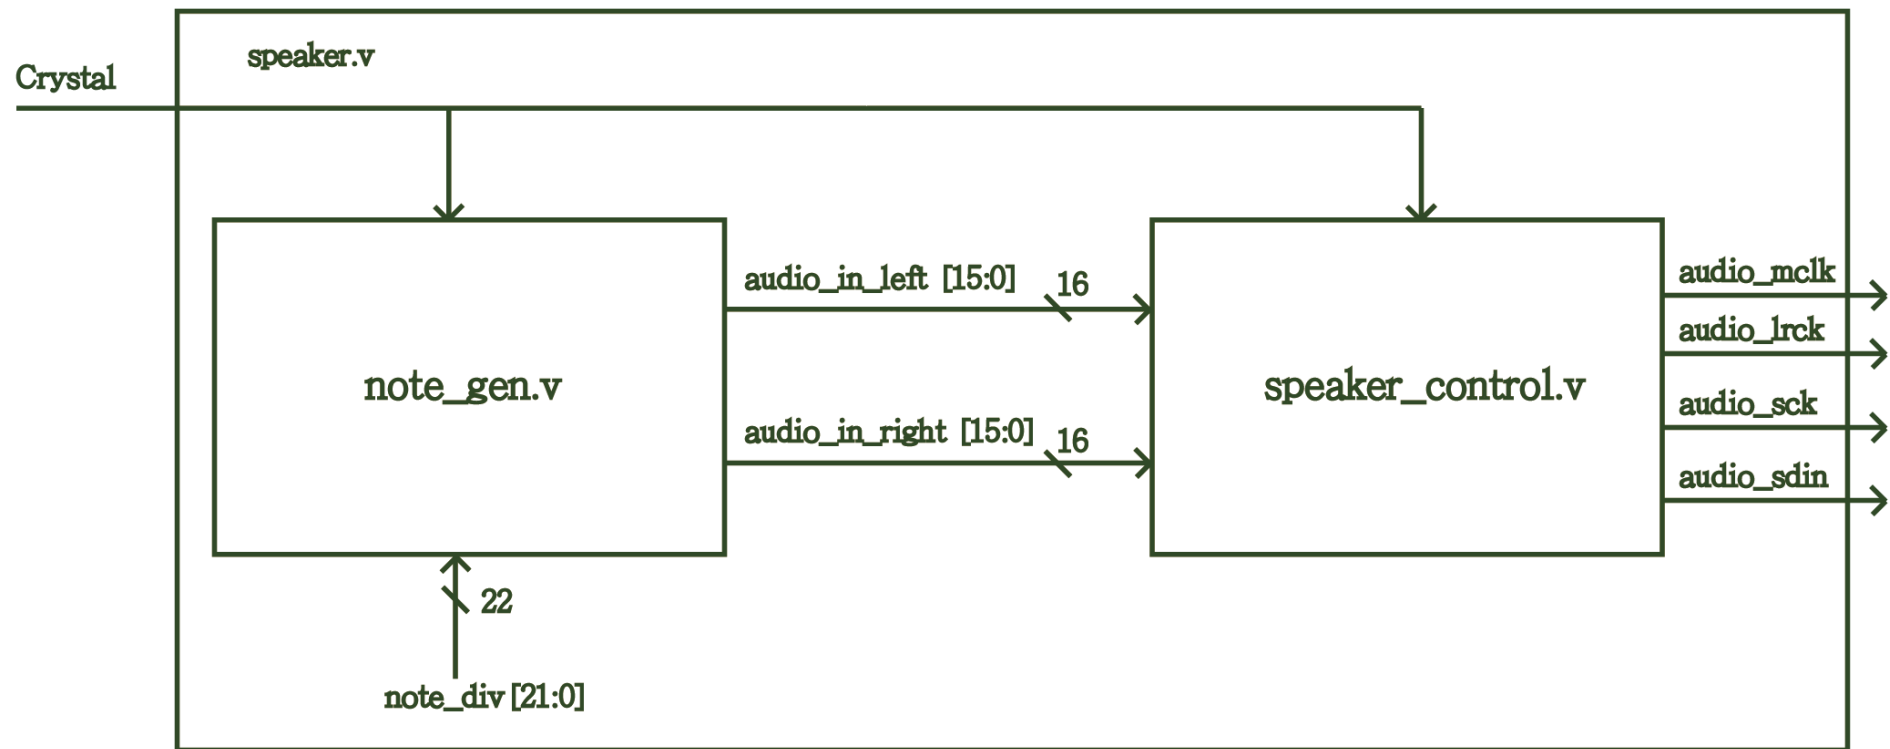 speaker.v
Crystal
audio_in_left [15:0]
16
audio_mclk
audio_lrck
note_gen.v
speaker_control.v
audio_sck
audio_in_right [15:0]
16
audio_sdin
22
note_div [21:0]